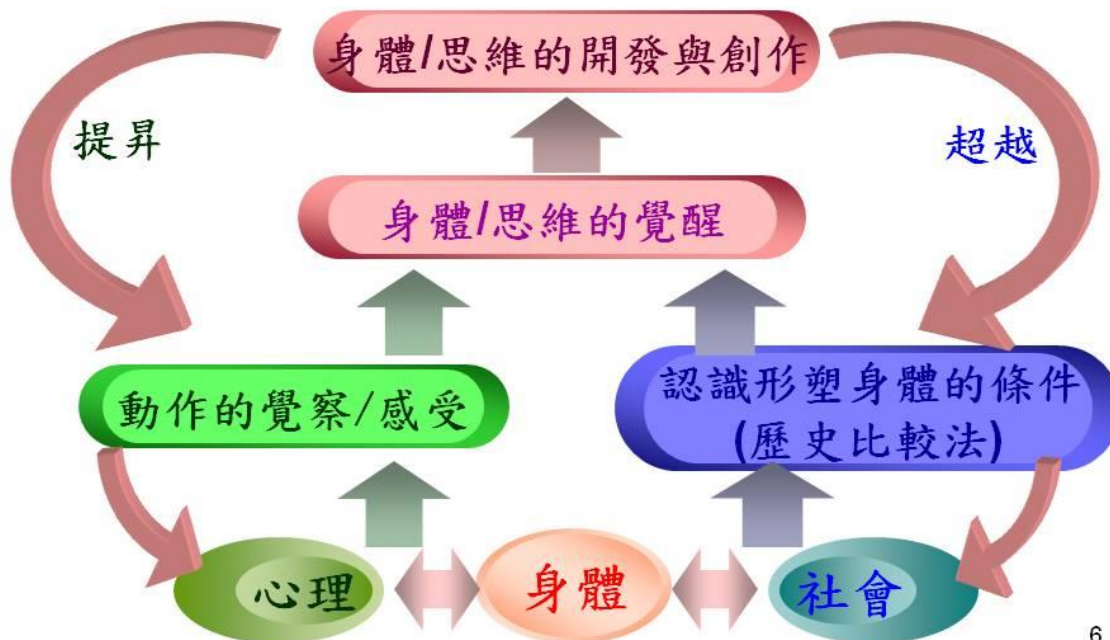 身體/思維的開發與創作
提昇
超越
身體/思維的覺醒
動作的覺察/感受
認識形塑身體的條件
(歷史比較法)
心理
身體
社會
6